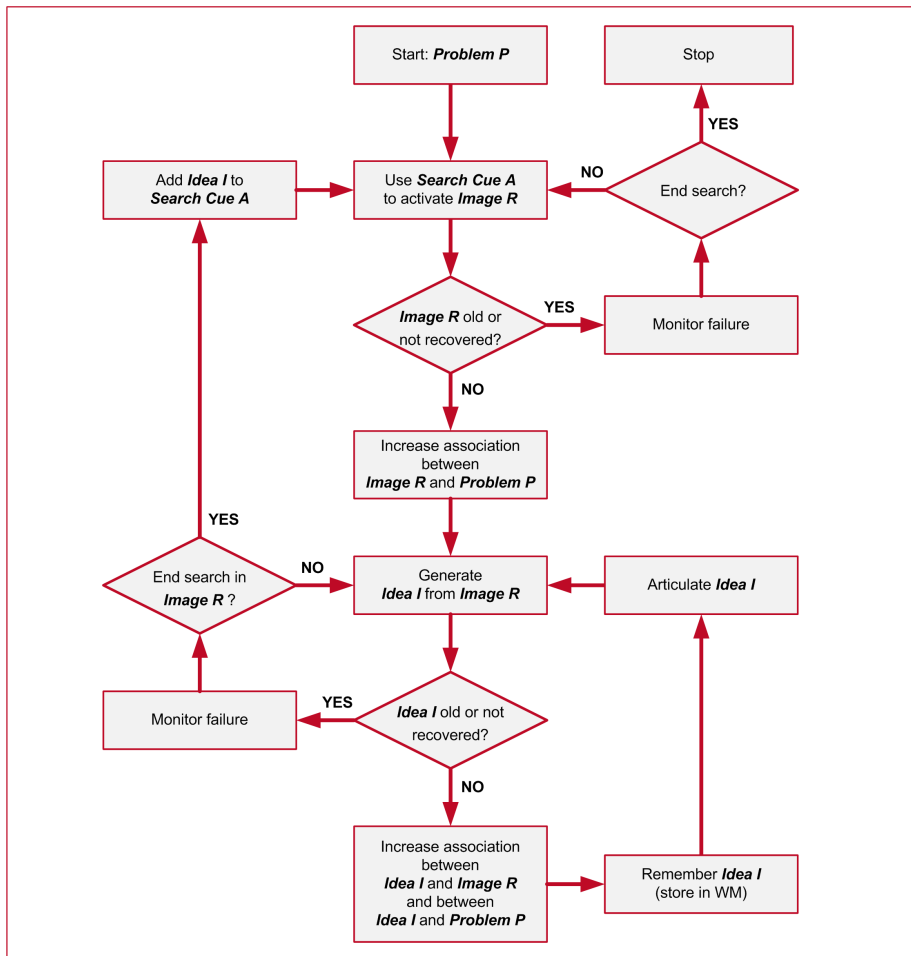 Start: Problem P
Stop
YES
Add Idea I to
Search Cue A
Use Search Cue A
to activate Image R
NO
End search?
Image R old or
not recovered?
YES
Monitor failure
NO
Increase association
between
Image R and Problem P
YES
End search in
Image R ?
NO
Generate
Idea I from Image R
Articulate Idea I
Monitor failure
YES
Idea I old or not
recovered?
NO
Increase association
between
Idea I and Image R
and between
Idea I and Problem P
Remember Idea I
(store in WM)